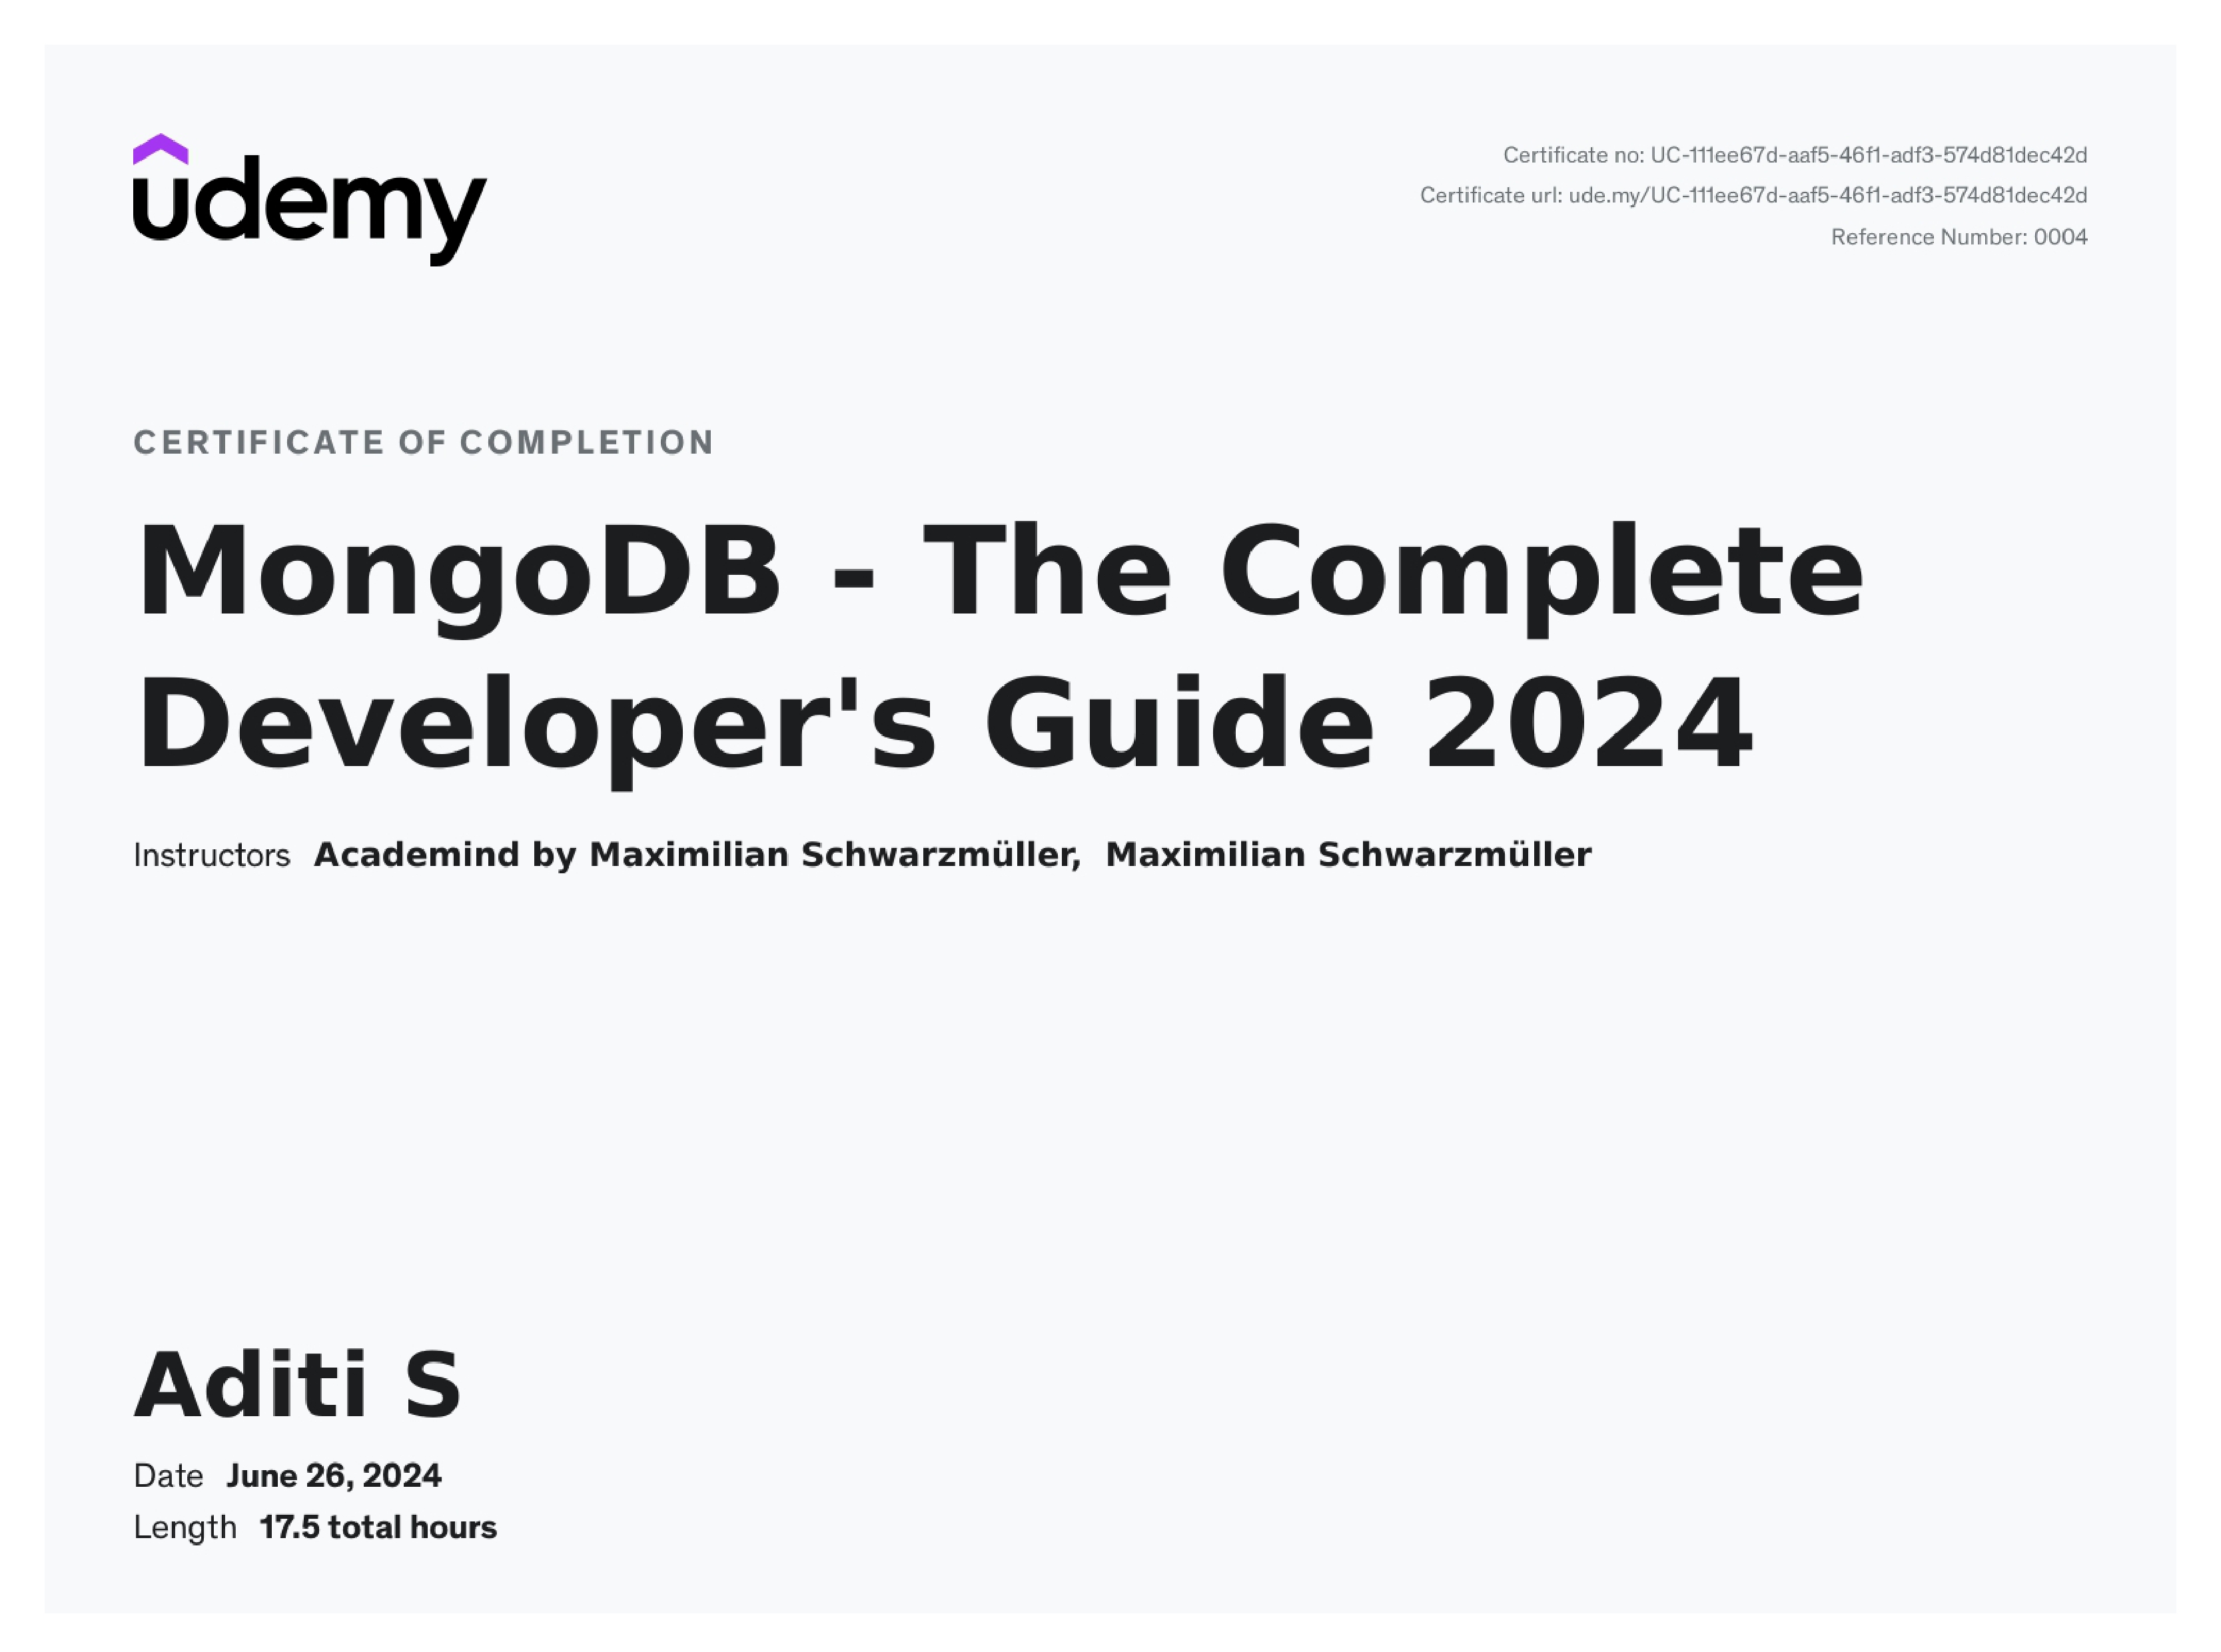 udemy
Certificate no: UC-111ee67d-aaf5-46f1-adf3-574d81dec42d
Certificate url: ude.my/UC-111ee67d-aaf5-46f1-adf3-574d81dec42d
Reference Number: 0004
CERTIFICATE OF COMPLETION
MongoDB - The Complete
Developer's Guide 2024
Instructors Academind by Maximilian Schwarzmüller, Maximilian Schwarzmüller
Aditi S
Date June 26, 2024
Length 17.5 total hours